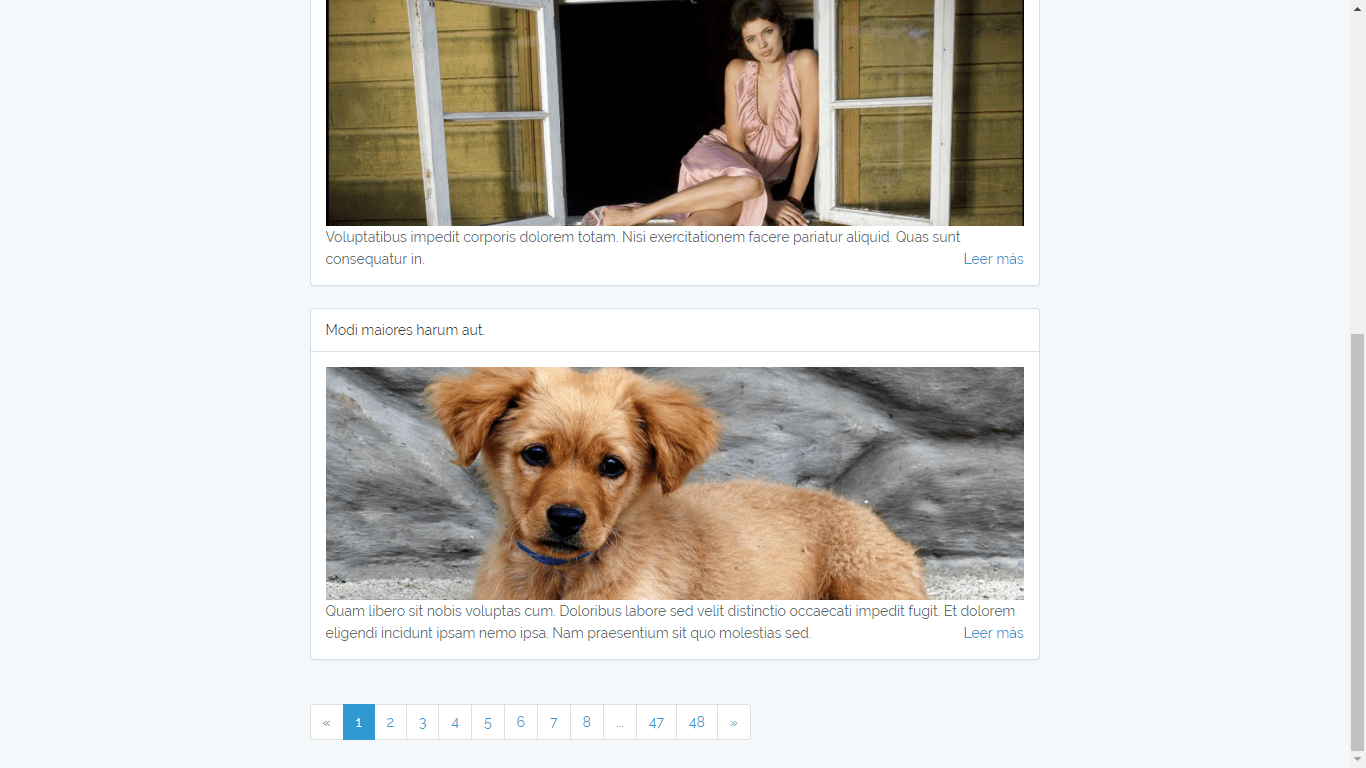 Voluptatibus impedit corporis dolorem totam. Nisi exercitationem facere pariatur aliquid. Quas sunt
consequatur in. Leer más
Modi maiores harum aut.
Quam libero sit nobis voluptas cum. Doloribus labore sed velit distinctio occaecati impedit fugit. Et dolorem
eligendi incidunt ipsam nemo ipsa. Nam praesentium sit quo molestias sed. Leer más
« 1 2 3 4 5 6 7 8 ... 47 48 »